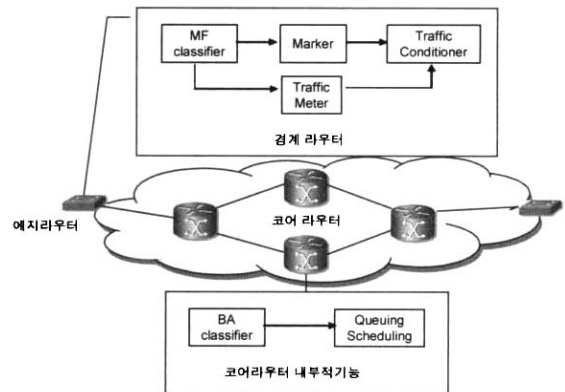 MF
classifier
Marker
Traffic
Conditioner
Traffic
Meter
경계 라우터
에지라우터
코어 라우터
BA
classifier
Queuing
Scheduling
코어라우터 내부적기능